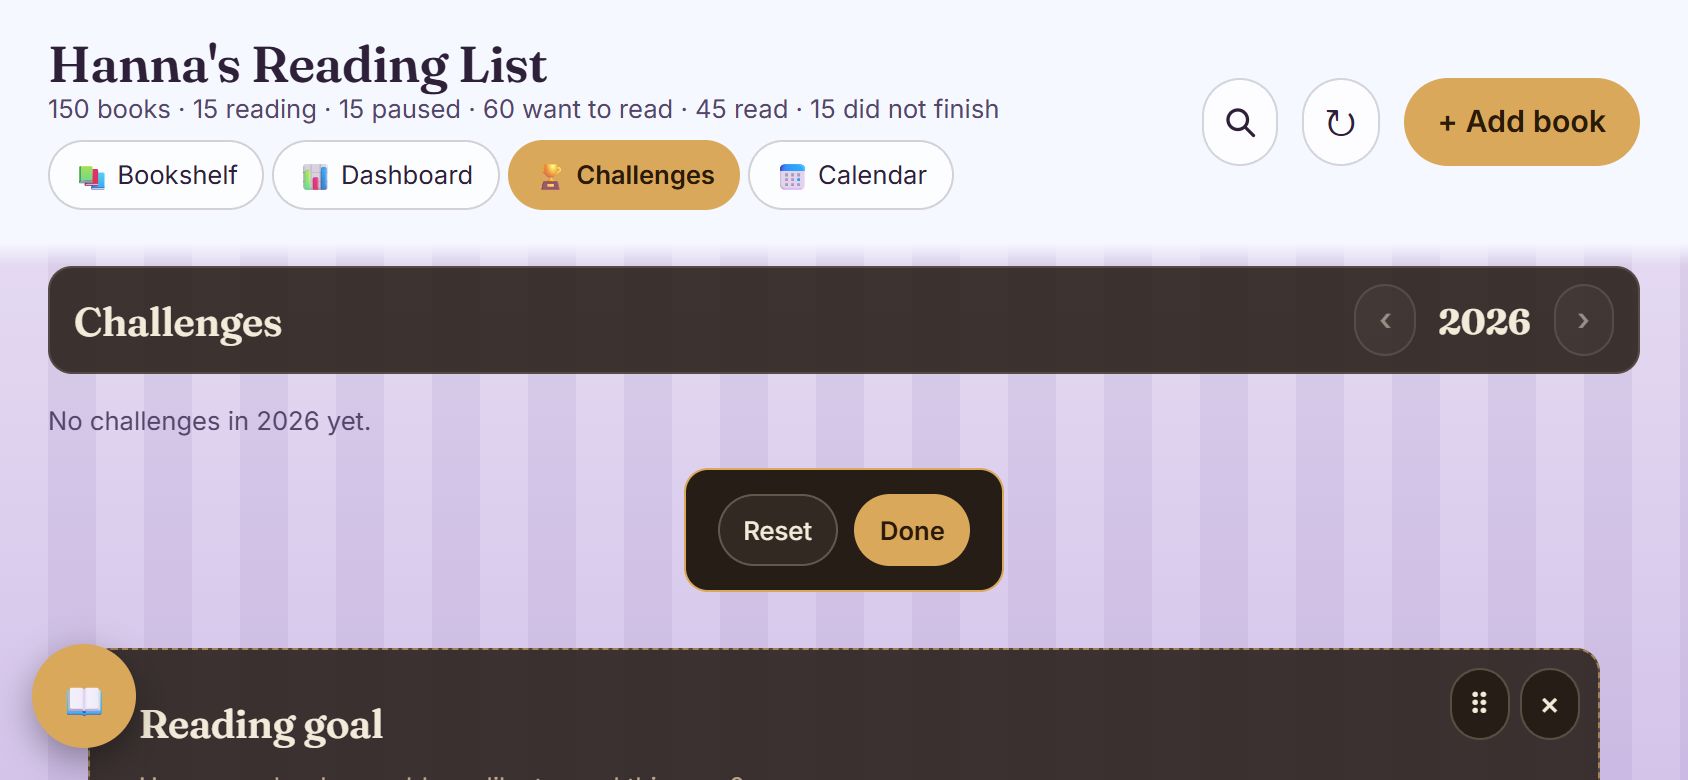 Hanna's Reading List
150 books · 15 reading · 15 paused · 60 want to read · 45 read · 15 did not finish
+ Add book
Bookshelf
Dashboard
Challenges
Calendar
Challenges
2026
No challenges in 2026 yet.
Reset
Done
Reading goal